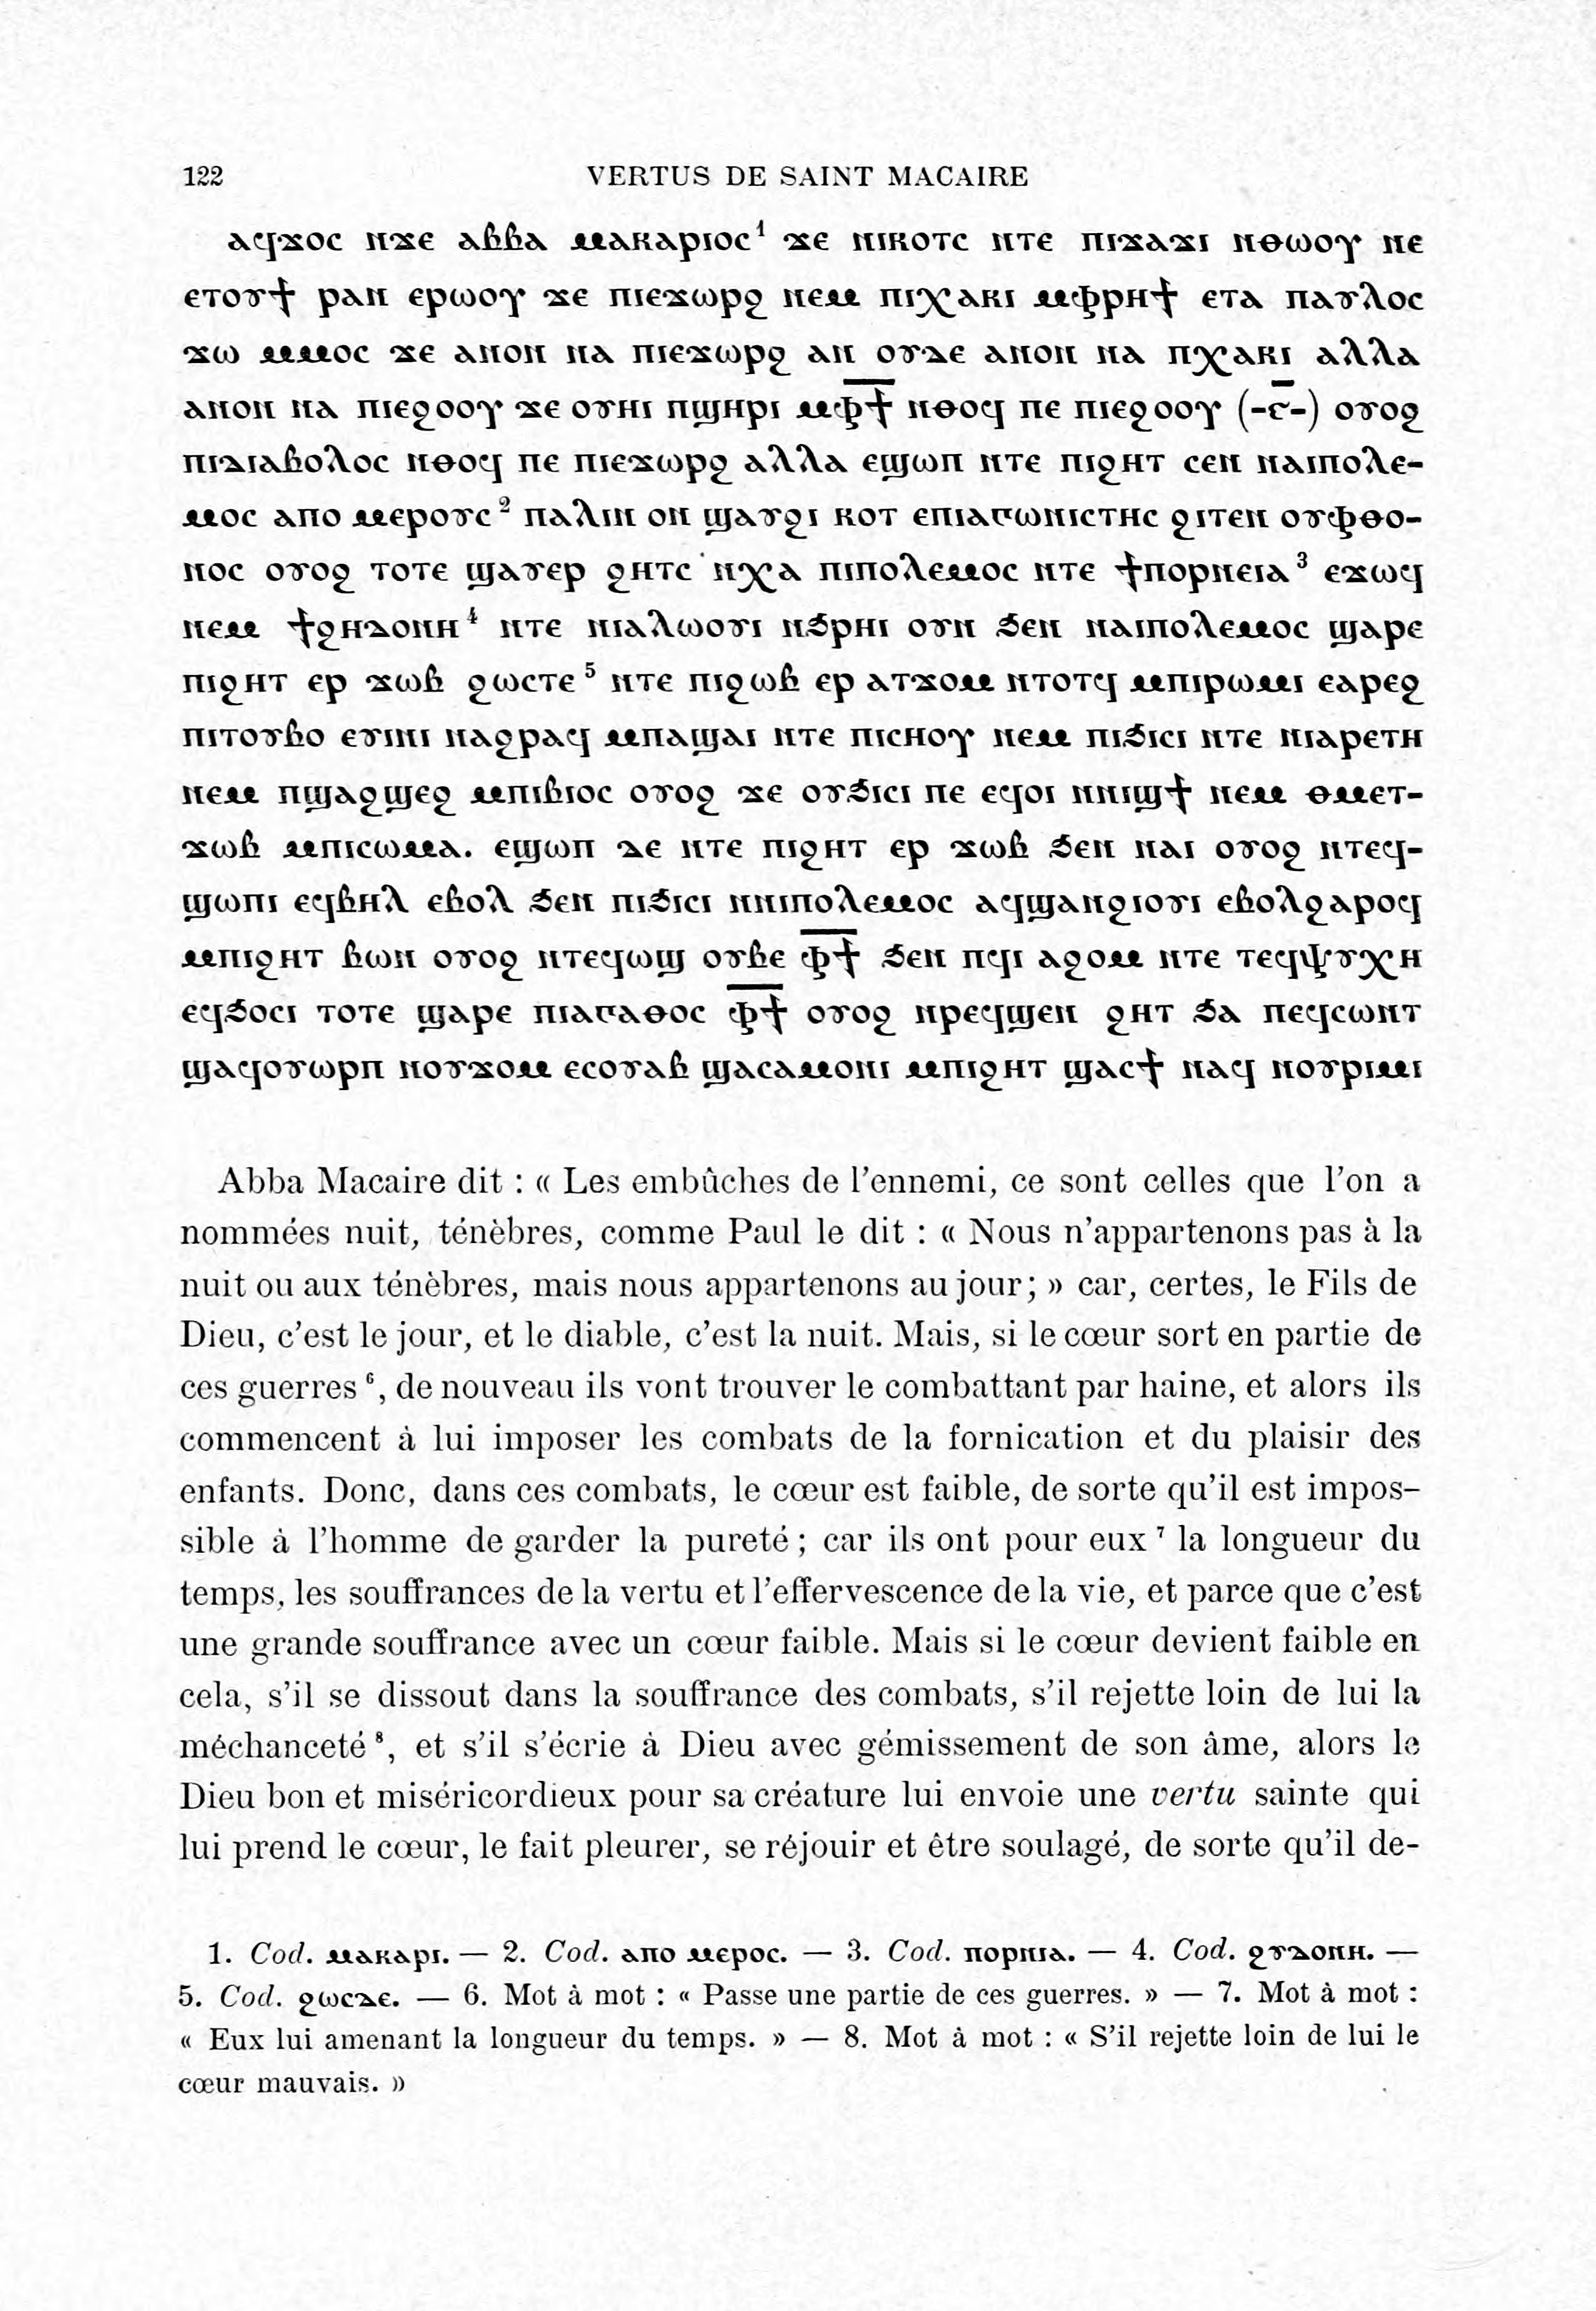 122 VERTUS DE SAINT MACAIRE
ⲁϥϫⲟⲥ ⲛϫⲉ ⲁⲃⲃⲁ ⲙⲁⲕⲁⲣⲓⲟⲥ¹ ϫⲉ ⲛⲓⲕⲟⲧⲥ ⲛⲧⲉ ⲡⲓϫⲁϫⲓ ⲛⲑⲱⲟⲩ ⲛⲉ
ⲉⲧⲟⲩϯ ⲣⲁⲛ ⲉⲣⲱⲟⲩ ϫⲉ ⲡⲓⲉϫⲱⲣϩ ⲛⲉⲙ ⲡⲓⲭⲁⲕⲓ ⲙⲫⲣⲏϯ ⲉⲧⲁ ⲡⲁⲩⲗⲟⲥ
ϫⲱ ⲙⲙⲟⲥ ϫⲉ ⲁⲛⲟⲛ ⲛⲁ ⲡⲓⲉϫⲱⲣϩ ⲁⲛ ⲟⲩⲇⲉ ⲁⲛⲟⲛ ⲛⲁ ⲡⲭⲁⲕⲓ ⲁⲗⲗⲁ
ⲁⲛⲟⲛ ⲛⲁ ⲡⲓⲉϩⲟⲟⲩ ϫⲉ ⲟⲩⲏⲓ ⲡϣⲏⲣⲓ ⲙⲫ̅ϯ̅ ⲛⲑⲟϥ ⲡⲉ ⲡⲓⲉϩⲟⲟⲩ (-ⲋ̅-) ⲟⲩⲟϩ
ⲡⲓⲇⲓⲁⲃⲟⲗⲟⲥ ⲛⲑⲟϥ ⲡⲉ ⲡⲓⲉϫⲱⲣϩ ⲁⲗⲗⲁ ⲉϣⲱⲡ ⲛⲧⲉ ⲡⲓϩⲏⲧ ⲥⲉⲛ ⲛⲁⲓⲡⲟⲗⲉ-
ⲙⲟⲥ ⲁⲡⲟ ⲙⲉⲣⲟⲩⲥ² ⲡⲁⲗⲓⲛ ⲟⲛ ϣⲁⲩϩⲓ ⲕⲟⲧ ⲉⲡⲓⲁⲅⲱⲛⲓⲥⲧⲏⲥ ϩⲓⲧⲉⲛ ⲟⲩⲫⲑⲟ-
ⲛⲟⲥ ⲟⲩⲟϩ ⲧⲟⲧⲉ ϣⲁⲩⲉⲣ ϩⲏⲧⲥ ⲛⲭⲁ ⲡⲓⲡⲟⲗⲉⲙⲟⲥ ⲛⲧⲉ ϯⲡⲟⲣⲛⲉⲓⲁ³ ⲉϫⲱϥ
ⲛⲉⲙ ϯϩⲏⲇⲟⲛⲏ⁴ ⲛⲧⲉ ⲛⲓⲁⲗⲱⲟⲩⲓ ⲛϧⲣⲏⲓ ⲟⲩⲛ ϧⲉⲛ ⲛⲁⲓⲡⲟⲗⲉⲙⲟⲥ ϣⲁⲣⲉ
ⲡⲓϩⲏⲧ ⲉⲣ ϫⲱⲃ ϩⲱⲥⲧⲉ⁵ ⲛⲧⲉ ⲡⲓϩⲱⲃ ⲉⲣ ⲁⲧϫⲟⲙ ⲛⲧⲟⲧϥ ⲙⲡⲓⲣⲱⲙⲓ ⲉⲁⲣⲉϩ
ⲡⲓⲧⲟⲩⲃⲟ ⲉⲩⲓⲛⲓ ⲛⲁϩⲣⲁϥ ⲙⲡⲁϣⲁⲓ ⲛⲧⲉ ⲡⲓⲥⲏⲟⲩ ⲛⲉⲙ ⲡⲓϧⲓⲥⲓ ⲛⲧⲉ ⲛⲓⲁⲣⲉⲧⲏ
ⲛⲉⲙ ⲡϣⲁϩϣⲉϩ ⲙⲡⲓⲃⲓⲟⲥ ⲟⲩⲟϩ ϫⲉ ⲟⲩϧⲓⲥⲓ ⲡⲉ ⲉϥⲟⲓ ⲛⲛⲓϣϯ ⲛⲉⲙ ⲑⲙⲉⲧ-
ϫⲱⲃ ⲙⲡⲓⲥⲱⲙⲁ. ⲉϣⲱⲡ ⲇⲉ ⲛⲧⲉ ⲡⲓϩⲏⲧ ⲉⲣ ϫⲱⲃ ϧⲉⲛ ⲛⲁⲓ ⲟⲩⲟϩ ⲛⲧⲉϥ-
ϣⲱⲡⲓ ⲉϥⲃⲏⲗ ⲉⲃⲟⲗ ϧⲉⲛ ⲡⲓϧⲓⲥⲓ ⲛⲛⲓⲡⲟⲗⲉⲙⲟⲥ ⲁϥϣⲁⲛϩⲓⲟⲩⲓ ⲉⲃⲟⲗϩⲁⲣⲟϥ
ⲙⲡⲓϩⲏⲧ ⲃⲱⲛ ⲟⲩⲟϩ ⲛⲧⲉϥⲱϣ ⲟⲩⲃⲉ ⲫ̅ϯ̅ ϧⲉⲛ ⲡϥⲓ ⲁϩⲟⲙ ⲛⲧⲉ ⲧⲉϥⲯⲩⲭⲏ
ⲉϥϧⲟⲥⲓ ⲧⲟⲧⲉ ϣⲁⲣⲉ ⲡⲓⲁⲅⲁⲑⲟⲥ ⲫ̅ϯ̅ ⲟⲩⲟϩ ⲛⲣⲉϥϣⲉⲛ ϩⲏⲧ ϧⲁ ⲡⲉϥⲥⲱⲛⲧ
ϣⲁϥⲟⲩⲱⲣⲡ ⲛⲟⲩϫⲟⲙ ⲉⲥⲟⲩⲁⲃ ϣⲁⲥⲁⲙⲟⲛⲓ ⲙⲡⲓϩⲏⲧ ϣⲁⲥϯ ⲛⲁϥ ⲛⲟⲩⲣⲓⲙⲓ
Abba Macaire dit : « Les embûches de l'ennemi, ce sont celles que l'on a
nommées nuit, ténèbres, comme Paul le dit : « Nous n'appartenons pas à la
nuit ou aux ténèbres, mais nous appartenons au jour; » car, certes, le Fils de
Dieu, c'est le jour, et le diable, c'est la nuit. Mais, si le cœur sort en partie de
ces guerres⁶, de nouveau ils vont trouver le combattant par haine, et alors ils
commencent à lui imposer les combats de la fornication et du plaisir des
enfants. Donc, dans ces combats, le cœur est faible, de sorte qu'il est impos-
sible à l'homme de garder la pureté; car ils ont pour eux⁷ la longueur du
temps, les souffrances de la vertu et l'effervescence de la vie, et parce que c'est
une grande souffrance avec un cœur faible. Mais si le cœur devient faible en
cela, s'il se dissout dans la souffrance des combats, s'il rejette loin de lui la
méchanceté⁸, et s'il s'écrie à Dieu avec gémissement de son âme, alors le
Dieu bon et miséricordieux pour sa créature lui envoie une vertu sainte qui
lui prend le cœur, le fait pleurer, se réjouir et être soulagé, de sorte qu'il de-
1. Cod. ⲙⲁⲕⲁⲣⲓ. — 2. Cod. ⲁⲡⲟ ⲙⲉⲣⲟⲥ. — 3. Cod. ⲡⲟⲣⲛⲓⲁ. — 4. Cod. ϩⲩⲇⲟⲛⲏ. —
5. Cod. ϩⲱⲥⲇⲉ. — 6. Mot à mot : « Passe une partie de ces guerres. » — 7. Mot à mot :
« Eux lui amenant la longueur du temps. » — 8. Mot à mot : « S'il rejette loin de lui le
cœur mauvais. »